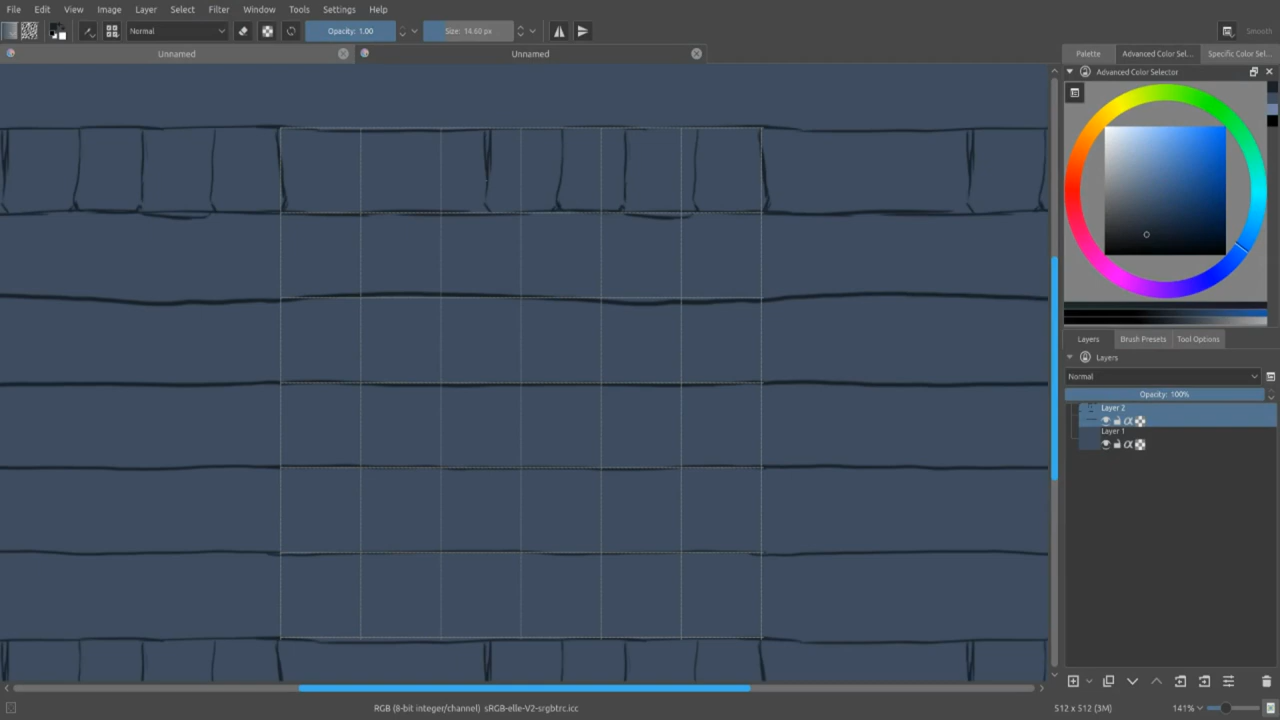 File Edit View Image Layer Select Filter Window Tools Settings Help
Normal Opacity: 1.00 Size: 14.60 px Smooth
Unnamed Unnamed
Palette Advanced Color Sel... Specific Color Sel...
Advanced Color Selector
Layers Brush Presets Tool Options
Layers
Normal
Opacity: 100%
Layer 2
Layer 1
RGB (8-bit integer/channel) sRGB-elle-V2-srgbtrc.icc 512 x 512 (3M) 141%